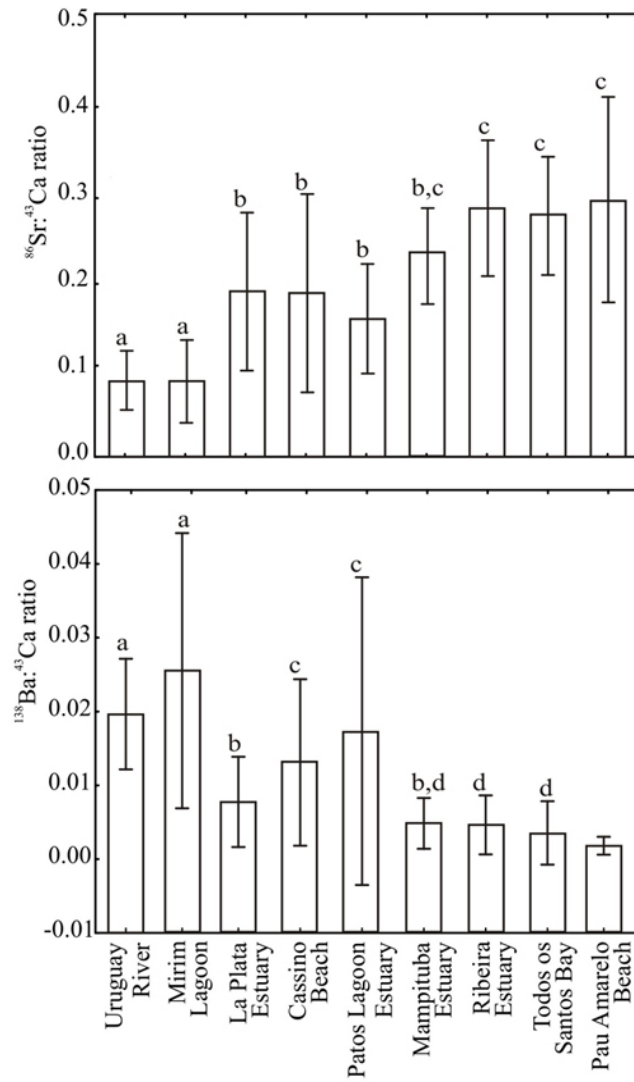 0.5
0.4
0.3
0.2
0.1
0.0
⁸⁶Sr:⁴³Ca ratio
a
a
b
b
b
b,c
c
c
c
0.05
0.04
0.03
0.02
0.01
0.00
-0.01
¹³⁸Ba:⁴³Ca ratio
a
a
b
c
c
b,d
d
d
Uruguay
River
Mirim
Lagoon
La Plata
Estuary
Cassino
Beach
Patos Lagoon
Estuary
Mampituba
Estuary
Ribeira
Estuary
Todos os
Santos Bay
Pau Amarelo
Beach